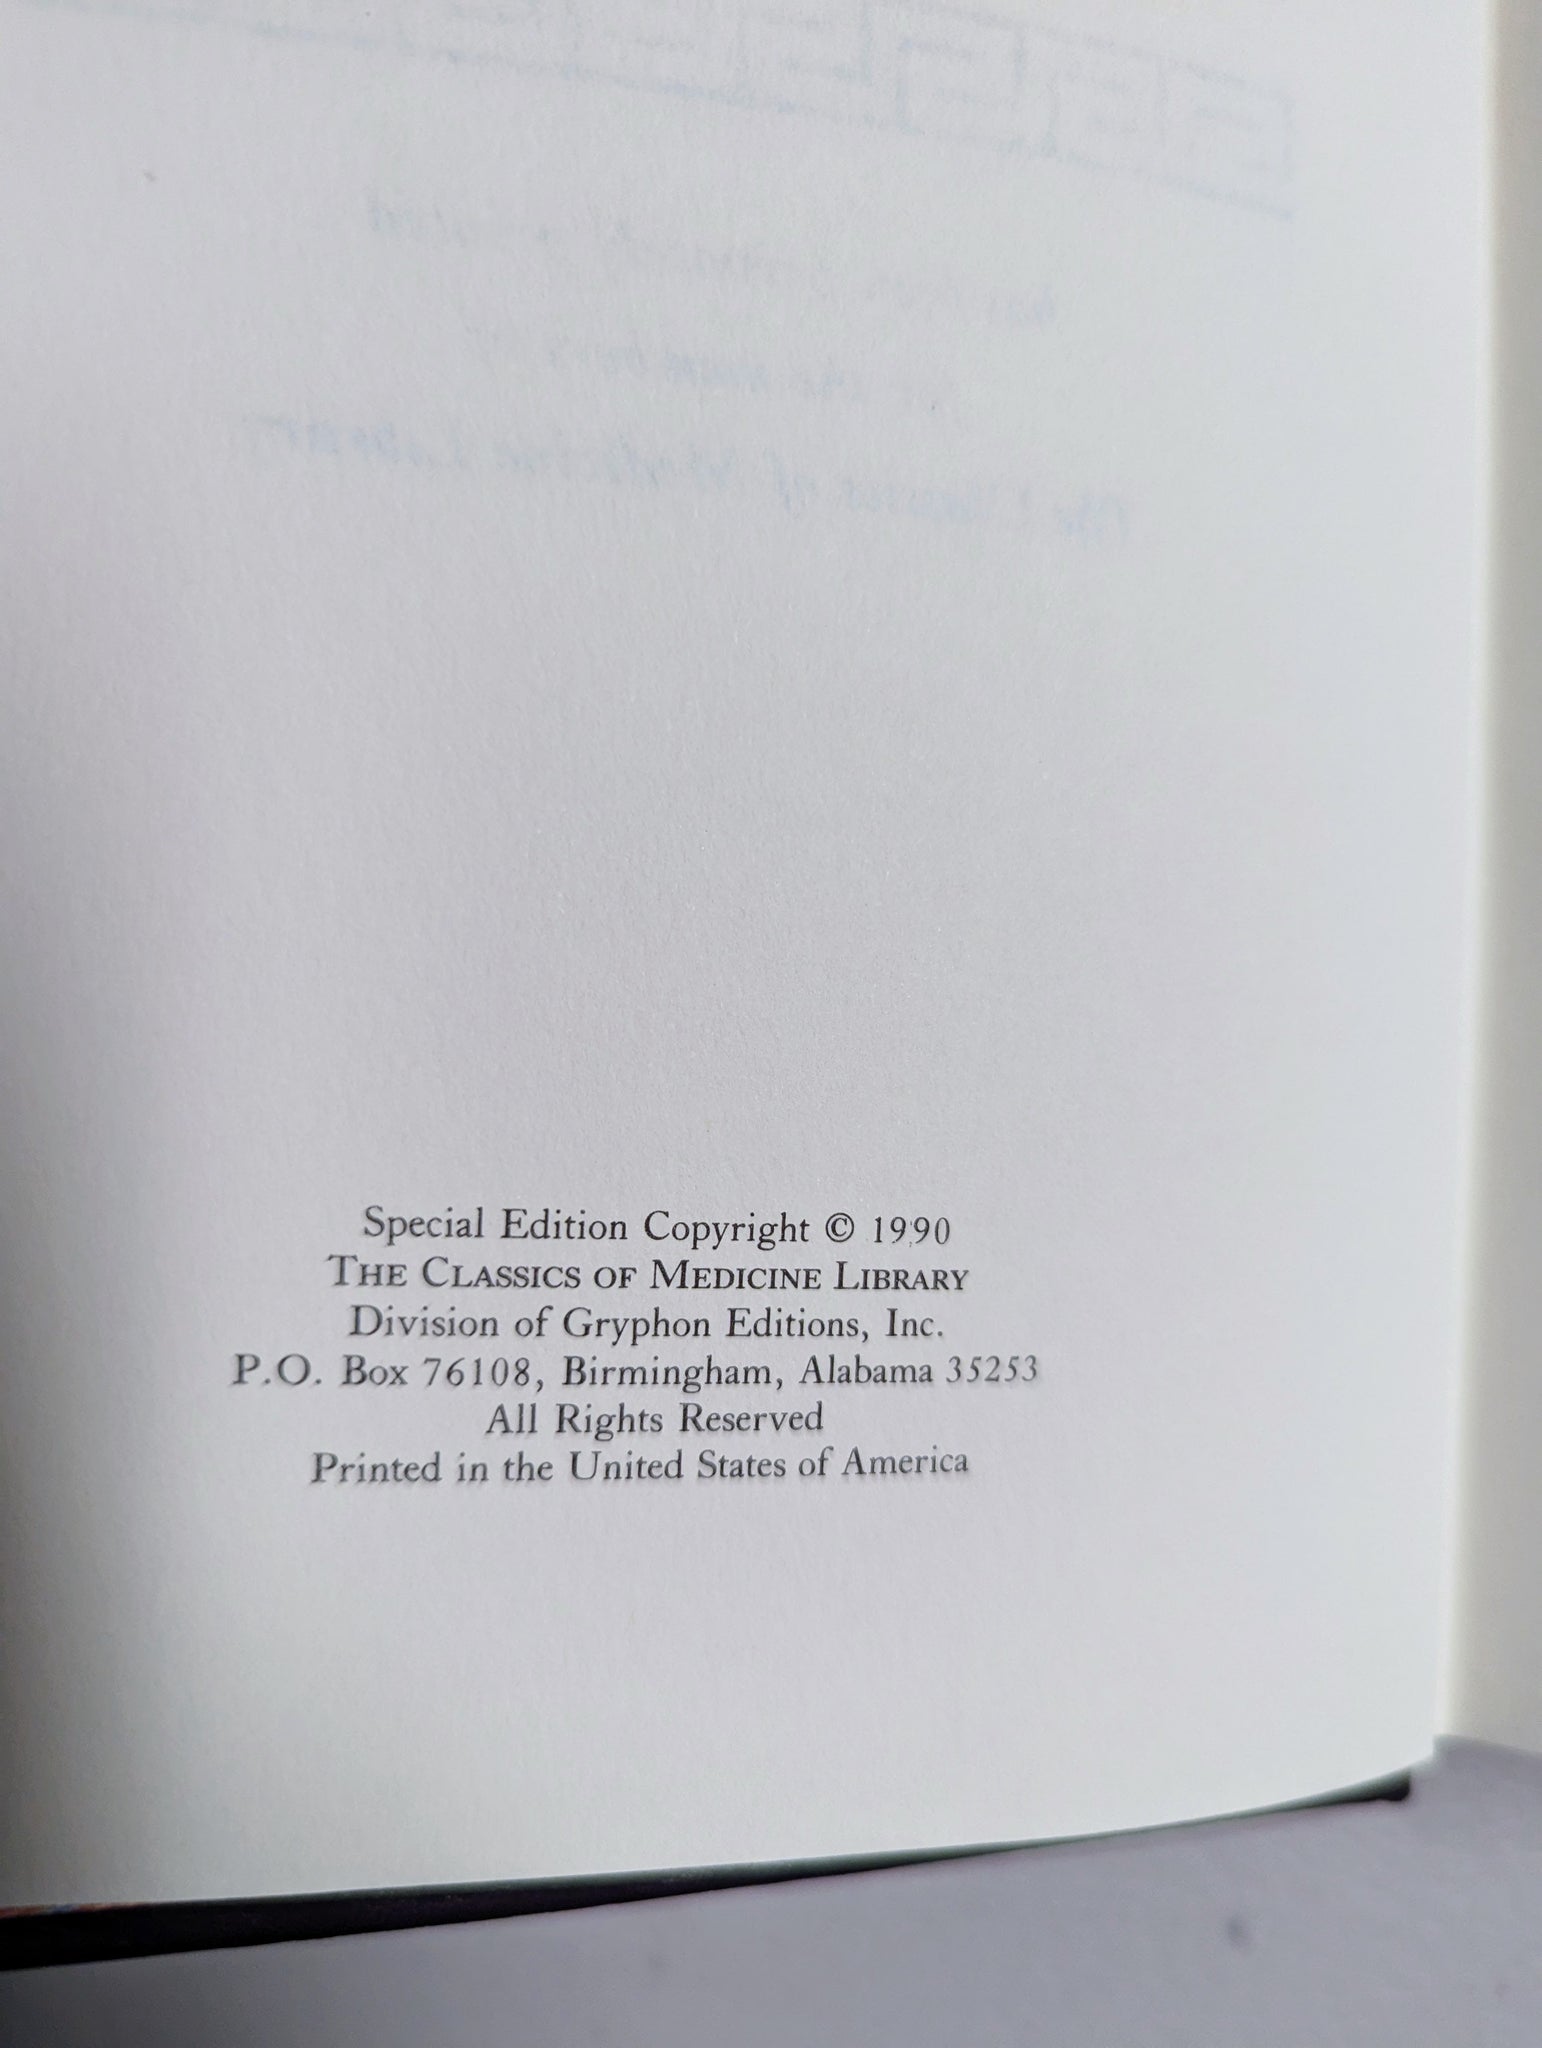 Special Edition Copyright © 1990
THE CLASSICS OF MEDICINE LIBRARY
Division of Gryphon Editions, Inc.
P.O. Box 76108, Birmingham, Alabama 35253
All Rights Reserved
Printed in the United States of America